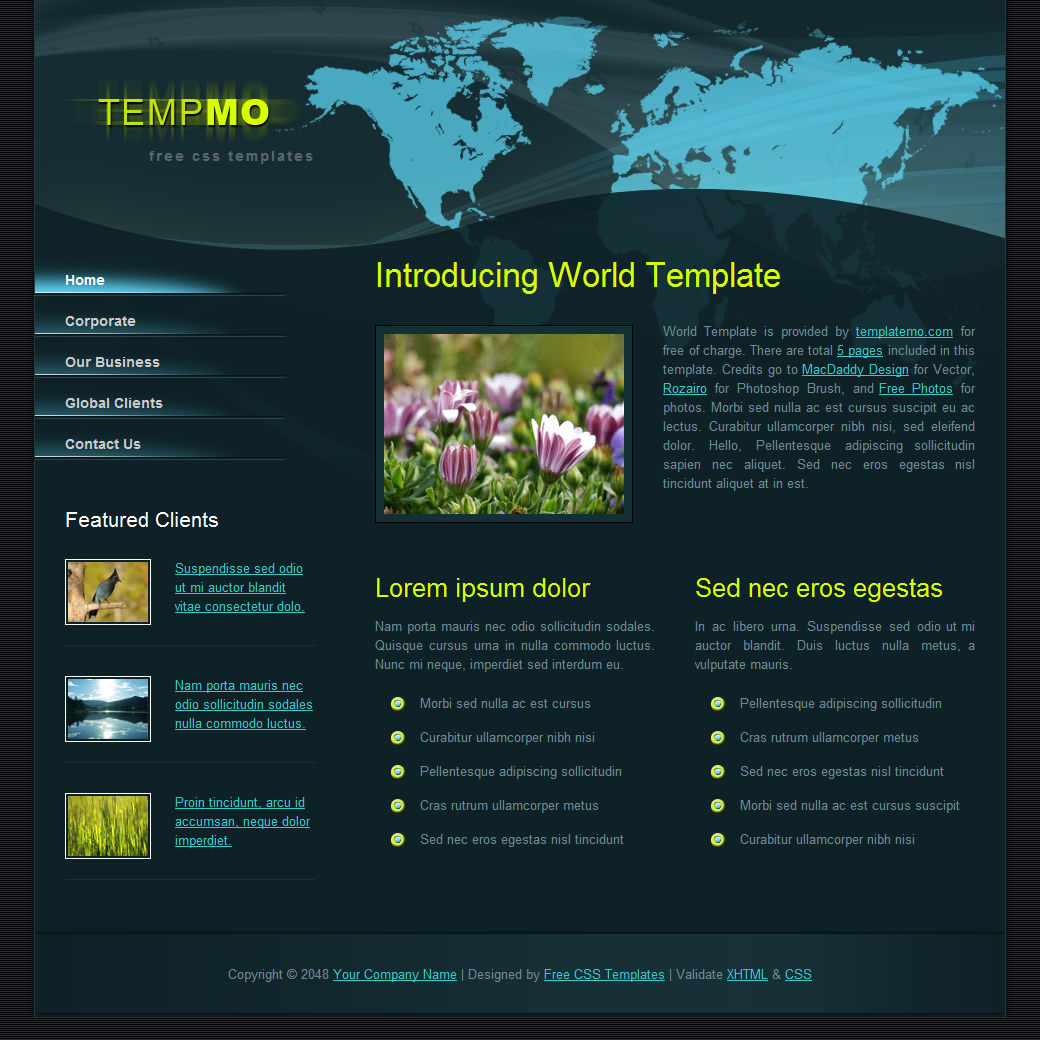 TEMPMO
free css templates
Home
Corporate
Our Business
Global Clients
Contact Us
Featured Clients
Suspendisse sed odio
ut mi auctor blandit
vitae consectetur dolo.
Nam porta mauris nec
odio sollicitudin sodales
nulla commodo luctus.
Proin tincidunt, arcu id
accumsan, neque dolor
imperdiet.
Introducing World Template
World Template is provided by templatemo.com for
free of charge. There are total 5 pages included in this
template. Credits go to MacDaddy Design for Vector,
Rozairo for Photoshop Brush, and Free Photos for
photos. Morbi sed nulla ac est cursus suscipit eu ac
lectus. Curabitur ullamcorper nibh nisi, sed eleifend
dolor. Hello, Pellentesque adipiscing sollicitudin
sapien nec aliquet. Sed nec eros egestas nisl
tincidunt aliquet at in est.
Lorem ipsum dolor
Nam porta mauris nec odio sollicitudin sodales.
Quisque cursus urna in nulla commodo luctus.
Nunc mi neque, imperdiet sed interdum eu.
Morbi sed nulla ac est cursus
Curabitur ullamcorper nibh nisi
Pellentesque adipiscing sollicitudin
Cras rutrum ullamcorper metus
Sed nec eros egestas nisl tincidunt
Sed nec eros egestas
In ac libero urna. Suspendisse sed odio ut mi
auctor blandit. Duis luctus nulla metus, a
vulputate mauris.
Pellentesque adipiscing sollicitudin
Cras rutrum ullamcorper metus
Sed nec eros egestas nisl tincidunt
Morbi sed nulla ac est cursus suscipit
Curabitur ullamcorper nibh nisi
Copyright © 2048 Your Company Name | Designed by Free CSS Templates | Validate XHTML & CSS